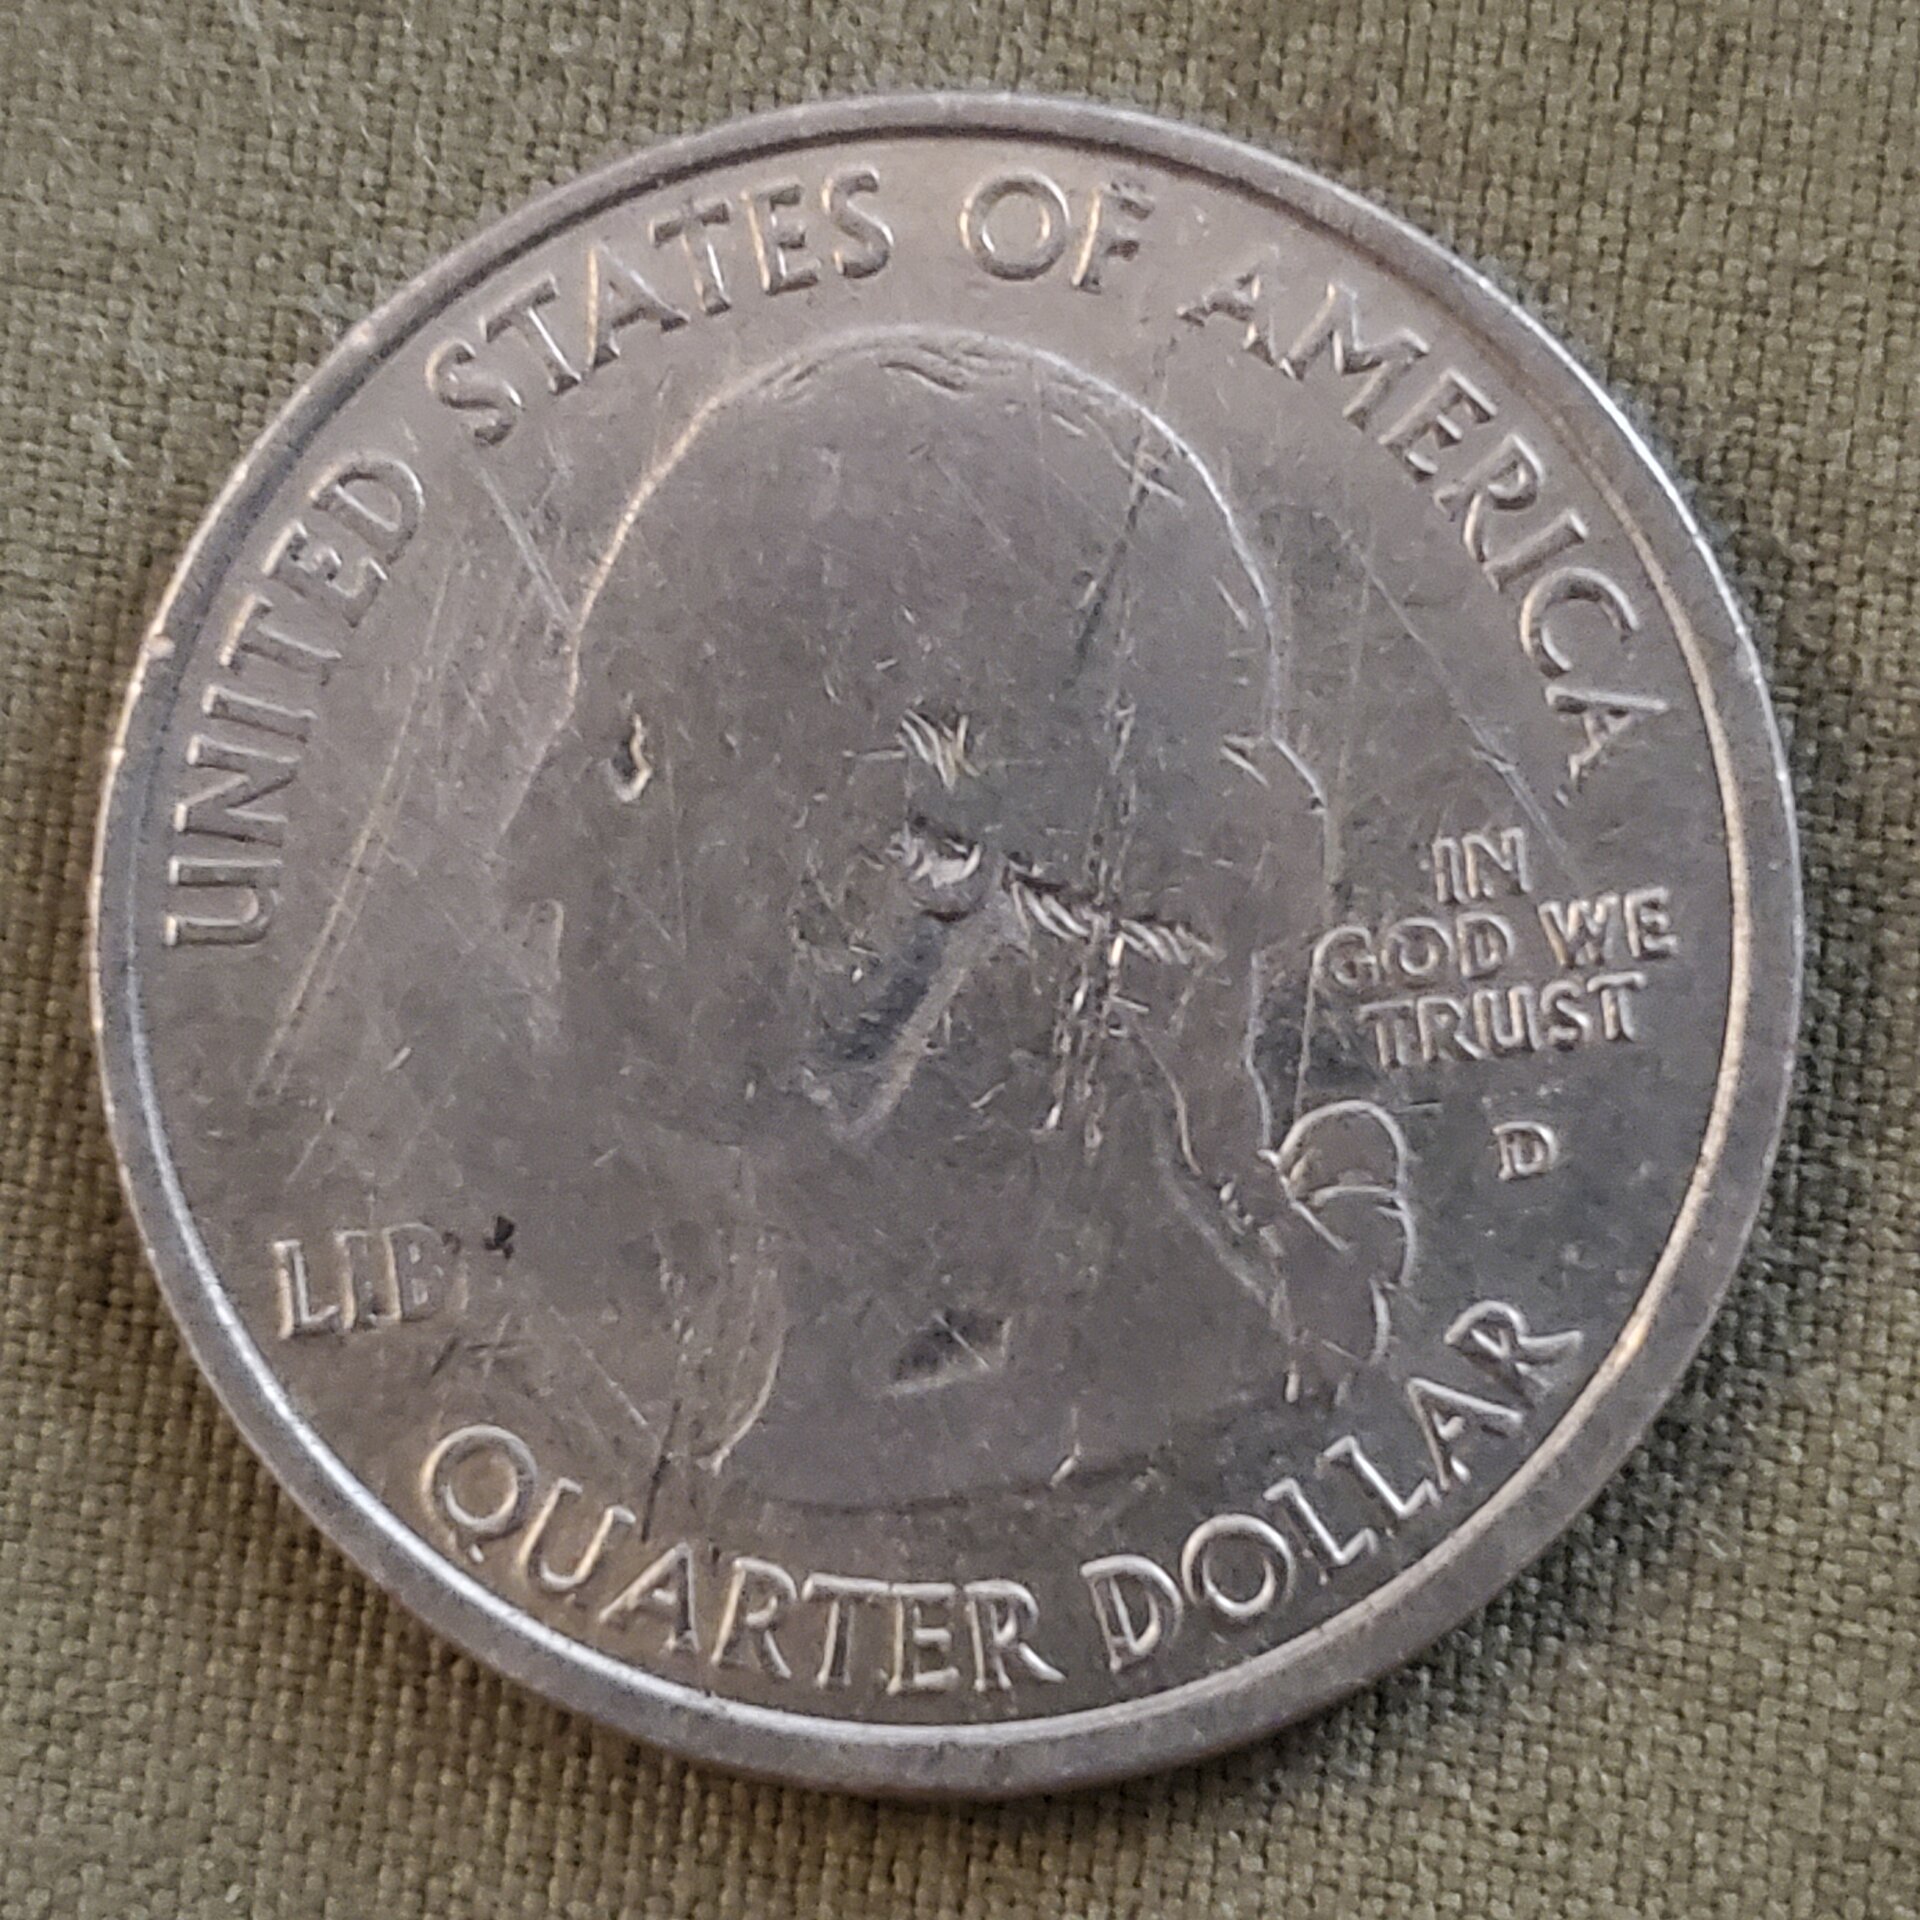 UNITED STATES OF AMERICA
IN
GOD WE
TRUST
D
LIB
QUARTER DOLLAR